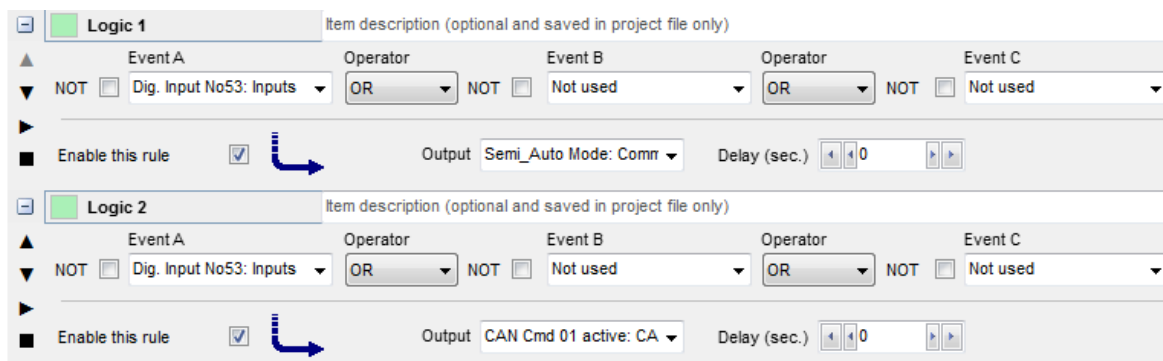 Logic 1 Item description (optional and saved in project file only)
Event A Operator Event B Operator Event C
NOT Dig. Input No53: Inputs OR NOT Not used OR NOT Not used
Enable this rule Output Semi_Auto Mode: Comm Delay (sec.) 0
Logic 2 Item description (optional and saved in project file only)
Event A Operator Event B Operator Event C
NOT Dig. Input No53: Inputs OR NOT Not used OR NOT Not used
Enable this rule Output CAN Cmd 01 active: CA Delay (sec.) 0